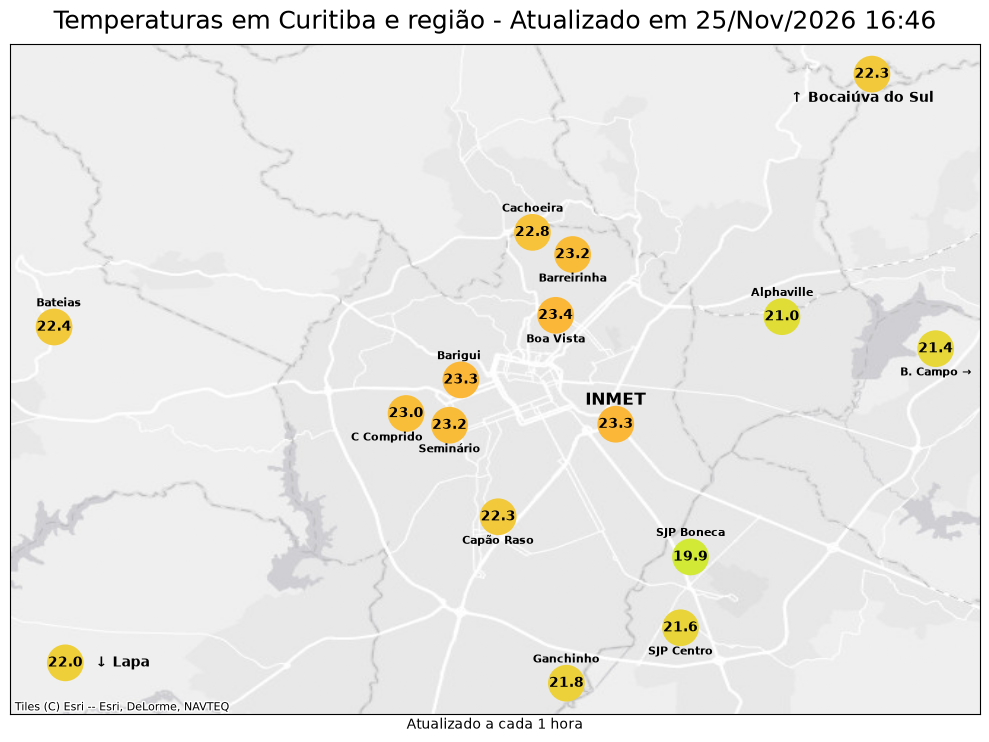 Temperaturas em Curitiba e região - Atualizado em 25/Nov/2026 16:46
22.3
↑ Bocaiúva do Sul
Cachoeira
22.8
23.2
Barreirinha
Alphaville
21.0
Bateias
22.4
23.4
Boa Vista
21.4
B. Campo →
Barigui
23.3
INMET
23.3
23.0
C Comprido
23.2
Seminário
22.3
Capão Raso
SJP Boneca
19.9
21.6
SJP Centro
22.0 ↓ Lapa
Ganchinho
21.8
Tiles (C) Esri -- Esri, DeLorme, NAVTEQ
Atualizado a cada 1 hora